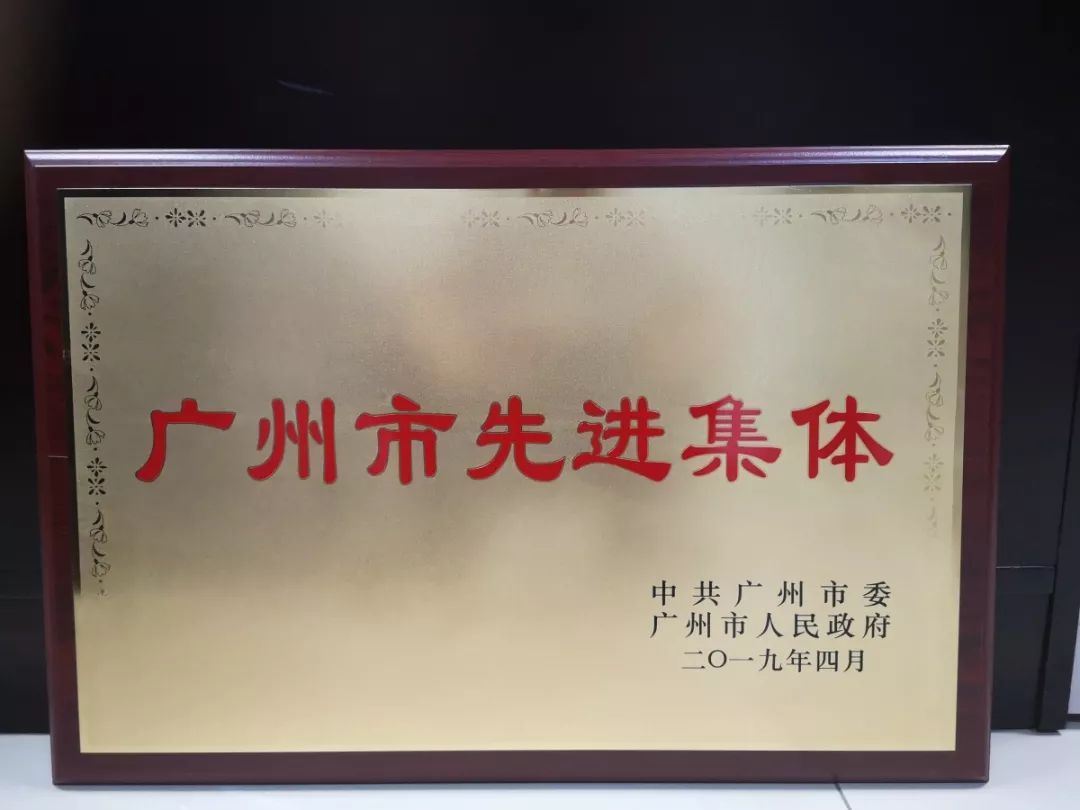 广州市先进集体
中共广州市委
广州市人民政府
二〇一九年四月